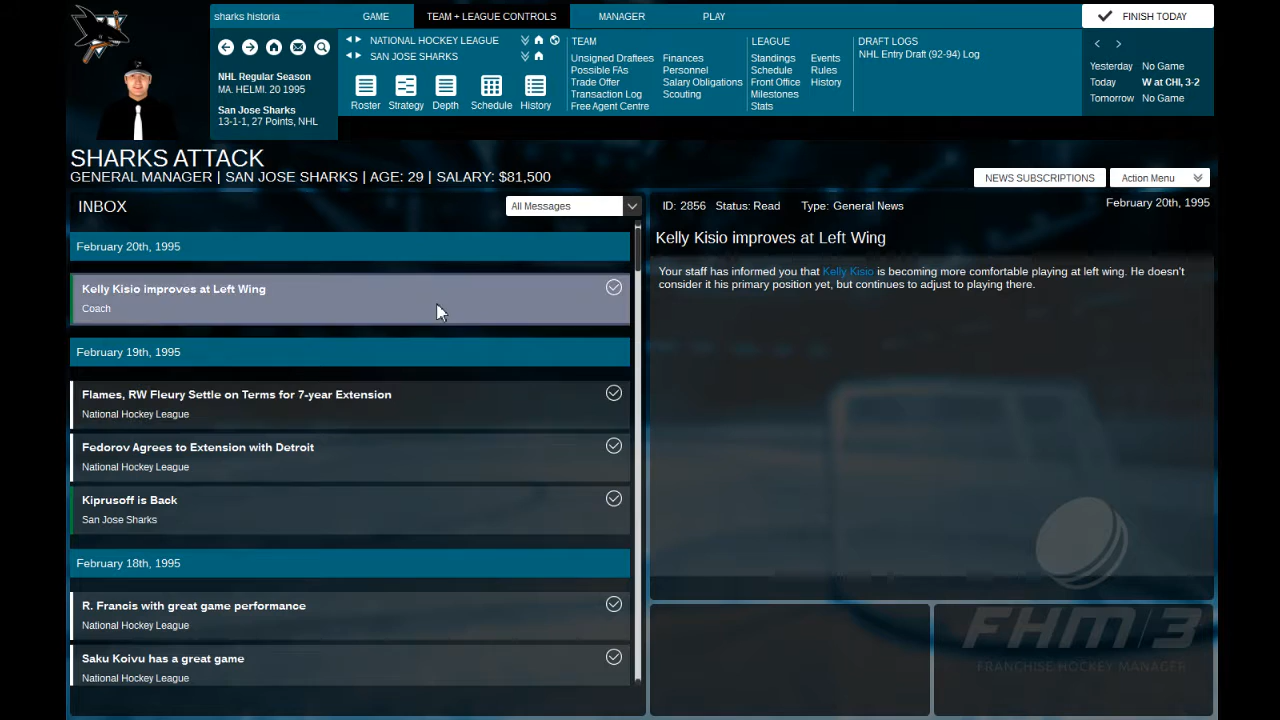 sharks historia
GAME
TEAM + LEAGUE CONTROLS
MANAGER
PLAY
FINISH TODAY
NATIONAL HOCKEY LEAGUE
SAN JOSE SHARKS
NHL Regular Season
MA. HELMI. 20 1995
San Jose Sharks
13-1-1, 27 Points, NHL
Roster
Strategy
Depth
Schedule
History
TEAM
Unsigned Draftees
Finances
Possible FAs
Personnel
Trade Offer
Salary Obligations
Transaction Log
Scouting
Free Agent Centre
LEAGUE
Standings
Events
Schedule
Rules
Front Office
History
Milestones
Stats
DRAFT LOGS
NHL Entry Draft (92-94) Log
Yesterday No Game
Today W at CHI, 3-2
Tomorrow No Game
SHARKS ATTACK
GENERAL MANAGER | SAN JOSE SHARKS | AGE: 29 | SALARY: $81,500
NEWS SUBSCRIPTIONS
Action Menu
INBOX
All Messages
February 20th, 1995
Kelly Kisio improves at Left Wing
Coach
February 19th, 1995
Flames, RW Fleury Settle on Terms for 7-year Extension
National Hockey League
Fedorov Agrees to Extension with Detroit
National Hockey League
Kiprusoff is Back
San Jose Sharks
February 18th, 1995
R. Francis with great game performance
National Hockey League
Saku Koivu has a great game
National Hockey League
ID: 2856 Status: Read Type: General News
February 20th, 1995
Kelly Kisio improves at Left Wing
Your staff has informed you that Kelly Kisio is becoming more comfortable playing at left wing. He doesn't
consider it his primary position yet, but continues to adjust to playing there.
FHM/3
FRANCHISE HOCKEY MANAGER